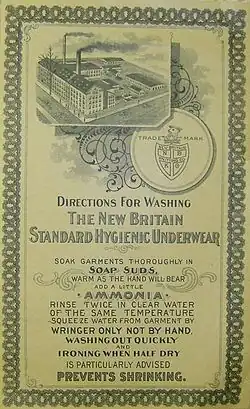 TRADE MARK
N B
DIRECTIONS FOR WASHING
THE NEW BRITAIN
STANDARD HYGIENIC UNDERWEAR
SOAK GARMENTS THOROUGHLY IN
SOAP SUDS,
WARM AS THE HAND WILL BEAR
ADD A LITTLE
· AMMONIA ·
RINSE TWICE IN CLEAR WATER
OF THE SAME TEMPERATURE
SQUEEZE WATER FROM GARMENT BY
WRINGER ONLY NOT BY HAND,
WASHING OUT QUICKLY
AND
IRONING WHEN HALF DRY
IS PARTICULARLY ADVISED
PREVENTS SHRINKING.